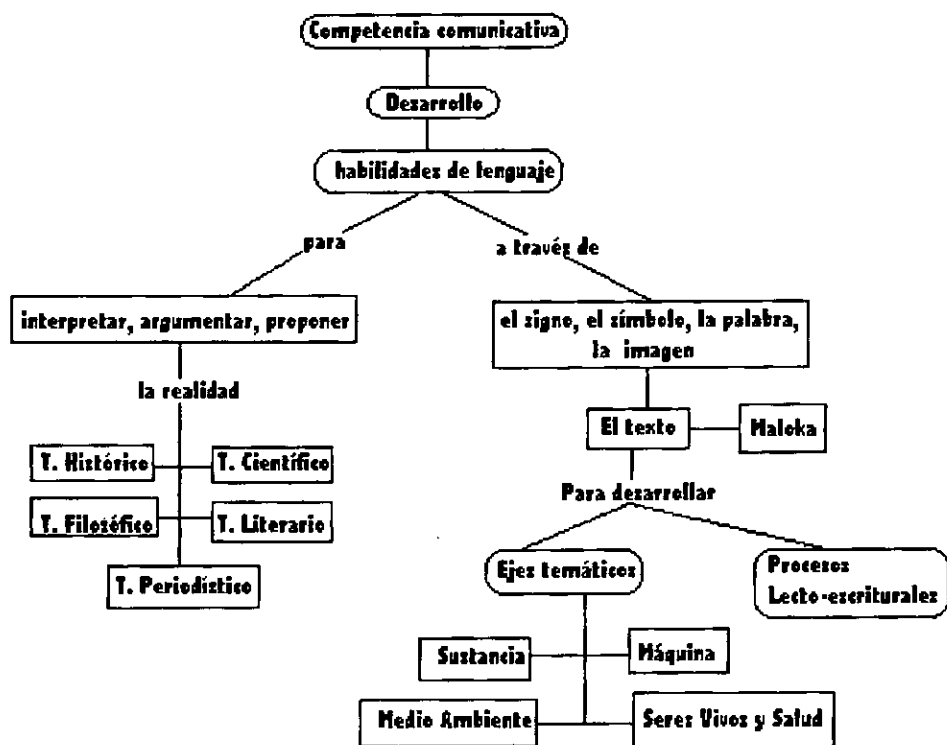 Competencia comunicativa
Desarrollo
habilidades de lenguaje
para
a través de
interpretar, argumentar, proponer
el signo, el símbolo, la palabra,
la imagen
la realidad
El texto
Maloka
T. Histórico
T. Científico
T. Filosófico
T. Literario
T. Periodístico
Para desarrollar
Ejes temáticos
Procesos
Lecto-escriturales
Sustancia
Máquina
Medio Ambiente
Seres Vivos y Salud